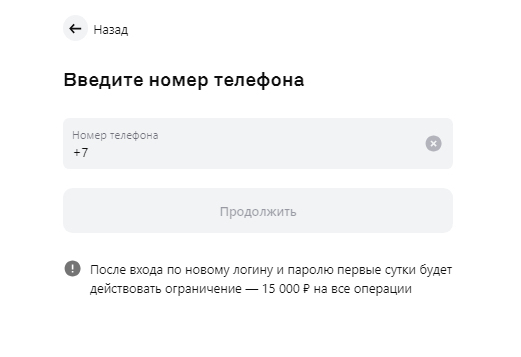 Назад
Введите номер телефона
Номер телефона
+7
Продолжить
После входа по новому логину и паролю первые сутки будет
действовать ограничение — 15 000 ₽ на все операции